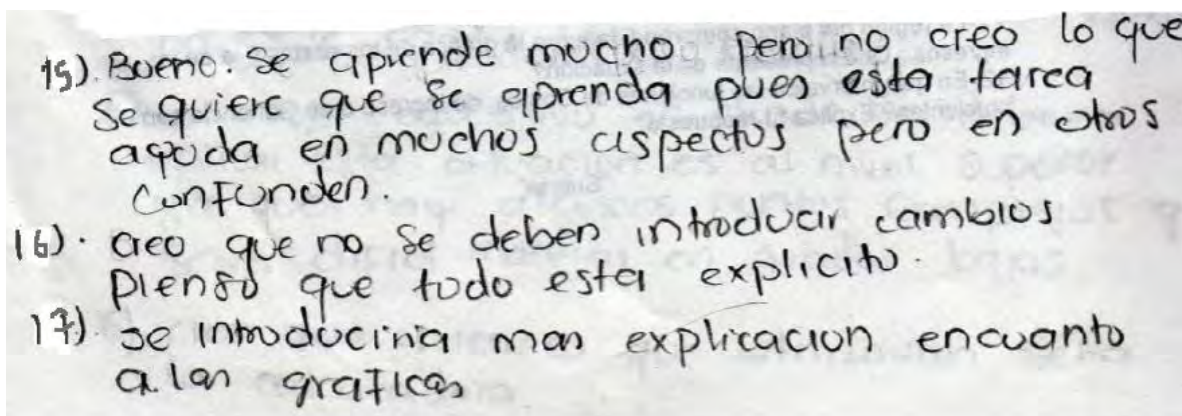 15). Bueno. Se aprende mucho, pero no creo lo que
se quiere que se aprenda pues esta tarea
aquda en muchos aspectos pero en otros
confunden.
16). creo que no se deben introducir cambios
pienso que todo esta explicito.
17). se introduciria mas explicacion encuanto
a las graficas